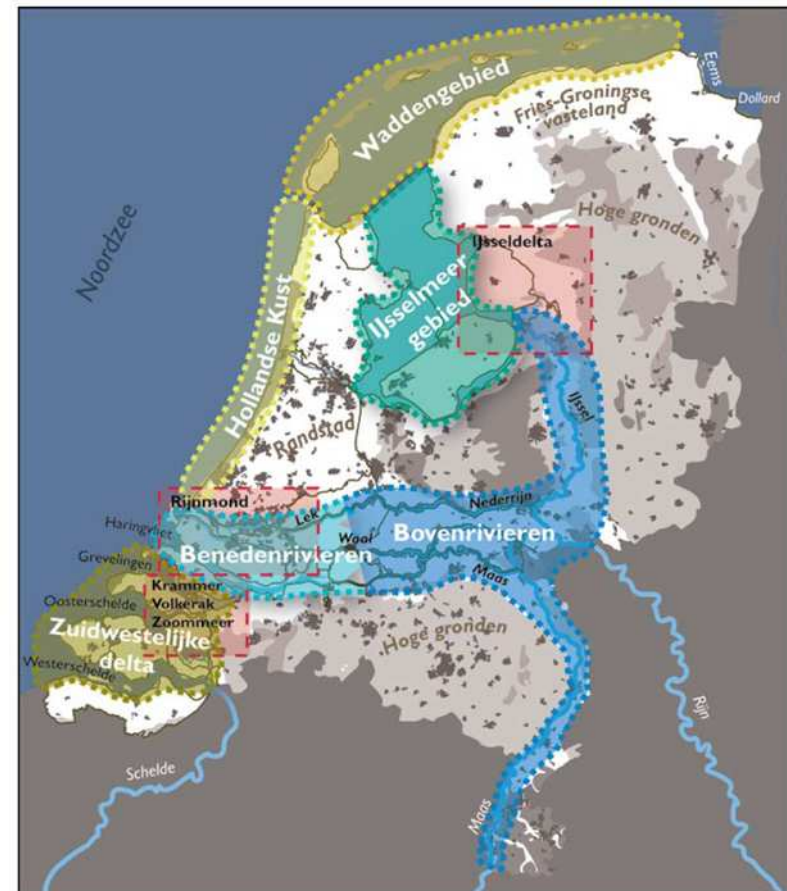 Waddengebied
Eems
Dollard
Fries-Groningse
vasteland
Noordzee
Hoge gronden
IJsseldelta
IJsselmeer
gebied
Hollandse Kust
Randstad
IJssel
Rijnmond
Lek
Nederrijn
Haringvliet
Waal
Bovenrivieren
Benedenrivieren
Grevelingen
Maas
Krammer
Volkerak
Zoommeer
Oosterschelde
Zuidwestelijke
delta
Hoge gronden
Westerschelde
Rijn
Schelde
Maas